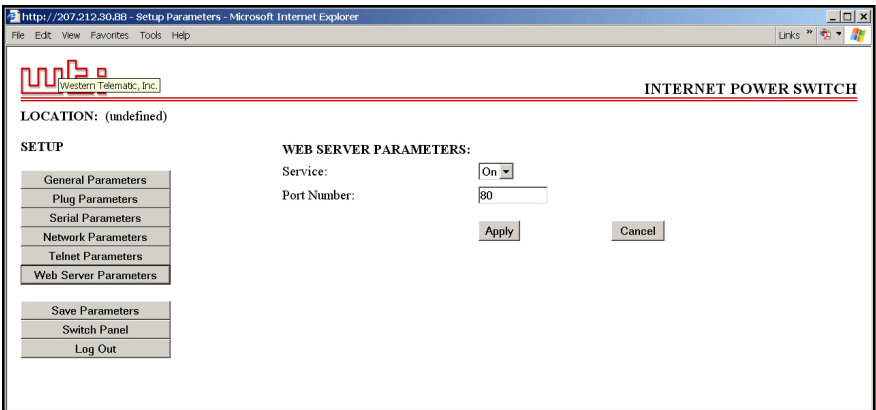 http://207.212.30.88 - Setup Parameters - Microsoft Internet Explorer
File Edit View Favorites Tools Help Links »
wti
Western Telematic, Inc.
INTERNET POWER SWITCH
LOCATION: (undefined)
SETUP
WEB SERVER PARAMETERS:
General Parameters
Service: On
Plug Parameters
Port Number: 80
Serial Parameters
Network Parameters
Apply Cancel
Telnet Parameters
Web Server Parameters
Save Parameters
Switch Panel
Log Out